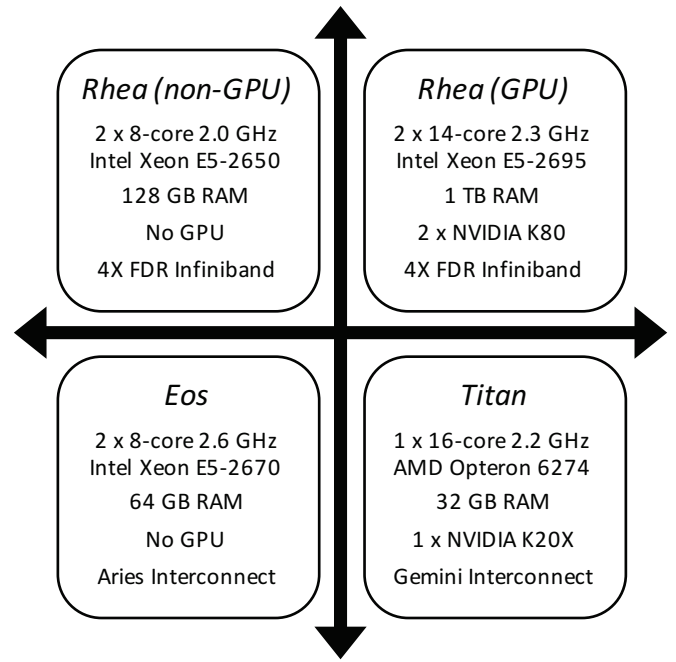 Rhea (non-GPU)
2 x 8-core 2.0 GHz
Intel Xeon E5-2650
128 GB RAM
No GPU
4X FDR Infiniband
Rhea (GPU)
2 x 14-core 2.3 GHz
Intel Xeon E5-2695
1 TB RAM
2 x NVIDIA K80
4X FDR Infiniband
Eos
2 x 8-core 2.6 GHz
Intel Xeon E5-2670
64 GB RAM
No GPU
Aries Interconnect
Titan
1 x 16-core 2.2 GHz
AMD Opteron 6274
32 GB RAM
1 x NVIDIA K20X
Gemini Interconnect